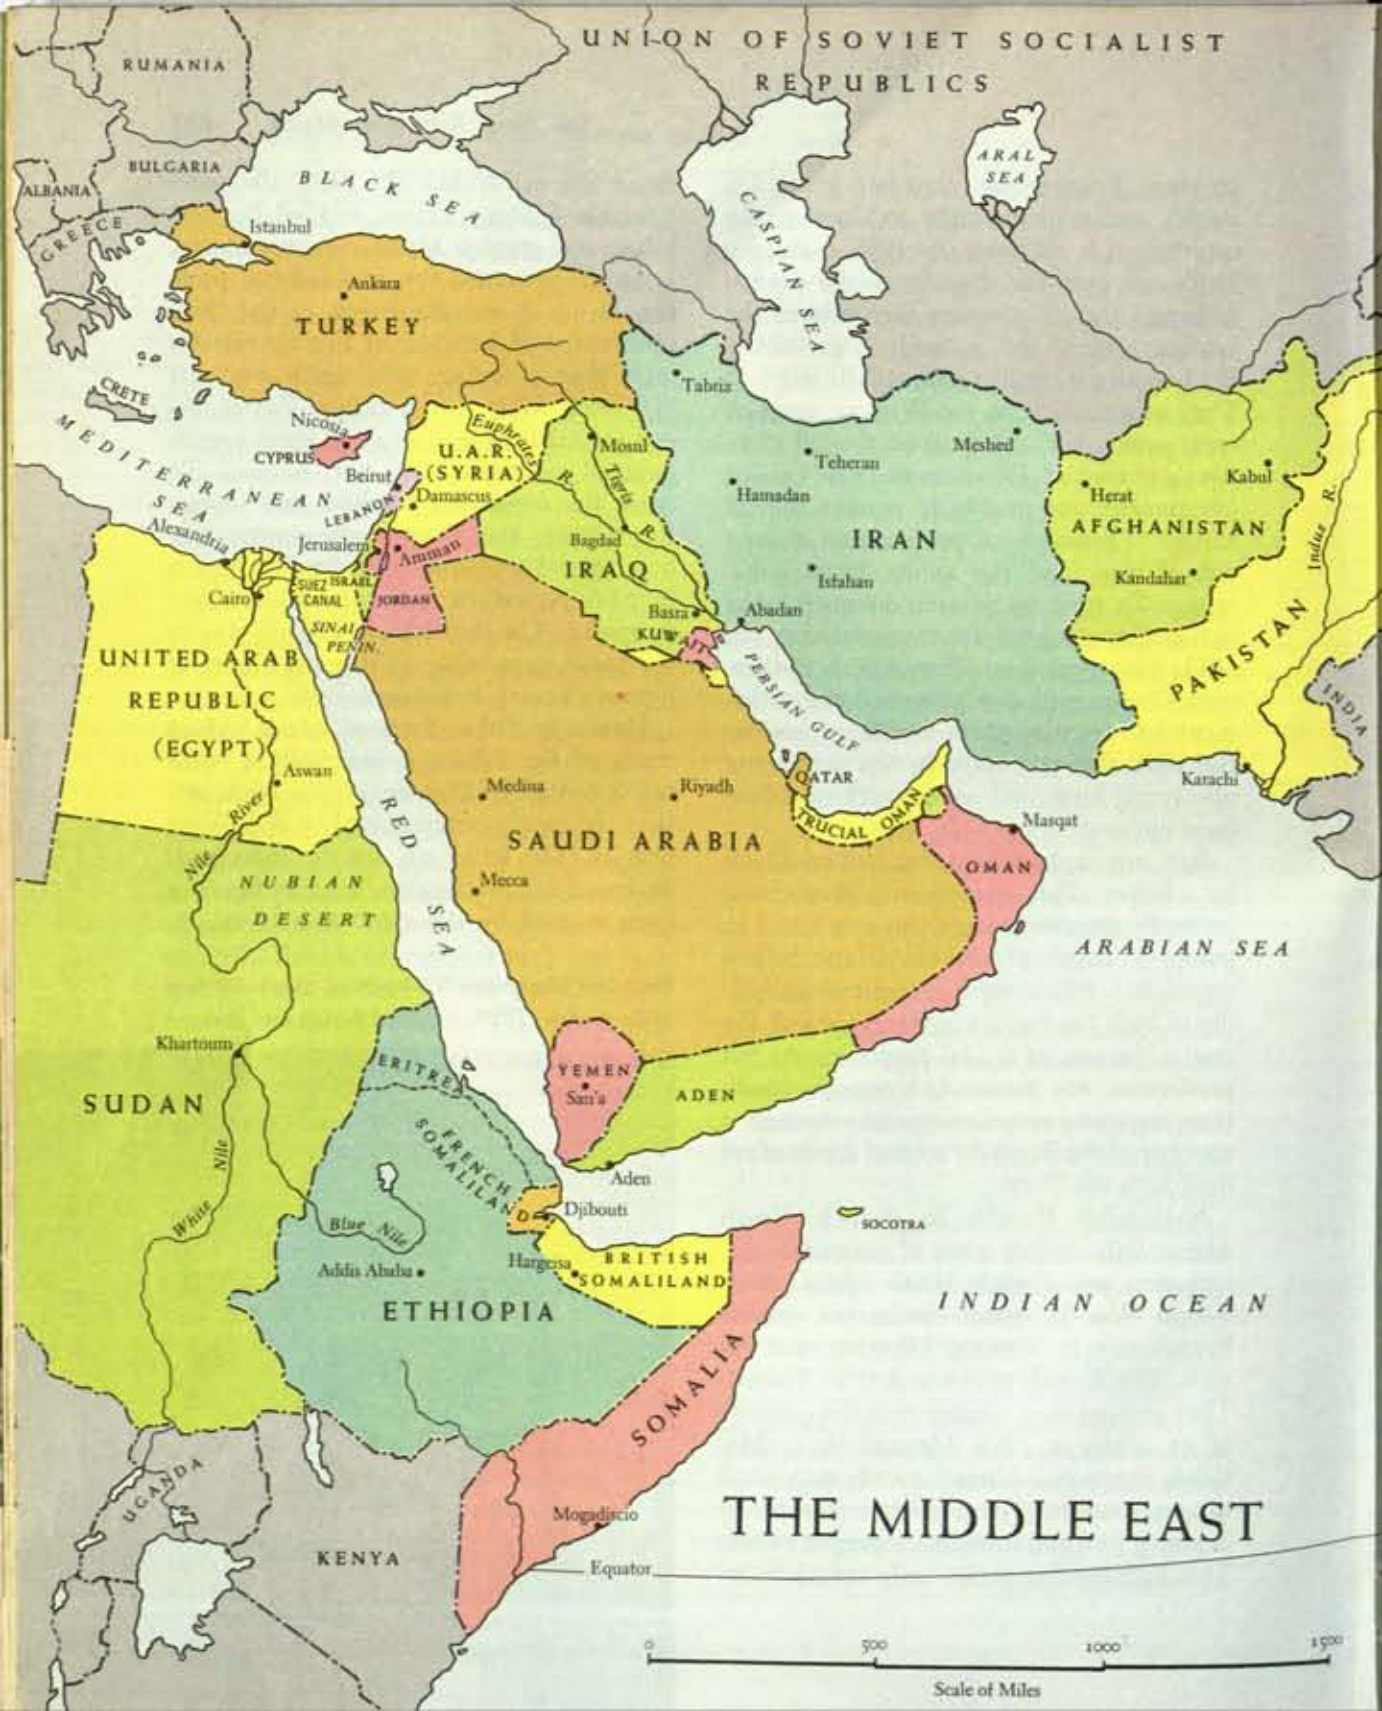 UNION OF SOVIET SOCIALIST
REPUBLICS
RUMANIA
BULGARIA
ALBANIA
GREECE
BLACK SEA
CASPIAN SEA
ARAL
SEA
Istanbul
Ankara
TURKEY
CRETE
MEDITERRANEAN
SEA
Nicosia
CYPRUS
Beirut
LEBANON
U.A.R.
(SYRIA)
Damascus
Euphrates
R.
Mosul
Tigris
R.
Tabriz
Teheran
Hamadan
Meshed
IRAN
Isfahan
Abadan
Herat
Kabul
AFGHANISTAN
Kandahar
Indus R.
PAKISTAN
INDIA
Karachi
Alexandria
Cairo
Jerusalem
Amman
SUEZ
CANAL
ISRAEL
JORDAN
SINAI
PENIN.
Bagdad
IRAQ
Basra
KUWAIT
PERSIAN GULF
UNITED ARAB
REPUBLIC
(EGYPT)
Aswan
River
Nile
RED SEA
Medina
Riyadh
SAUDI ARABIA
Mecca
QATAR
TRUCIAL OMAN
Masqat
OMAN
ARABIAN SEA
NUBIAN
DESERT
Khartoum
SUDAN
White Nile
Blue Nile
ERITREA
YEMEN
San'a
ADEN
Aden
FRENCH
SOMALILAND
Djibouti
SOCOTRA
Hargeisa
BRITISH
SOMALILAND
Addis Ababa
ETHIOPIA
INDIAN OCEAN
SOMALIA
UGANDA
KENYA
Mogadiscio
Equator
THE MIDDLE EAST
0 500 1000 1500
Scale of Miles